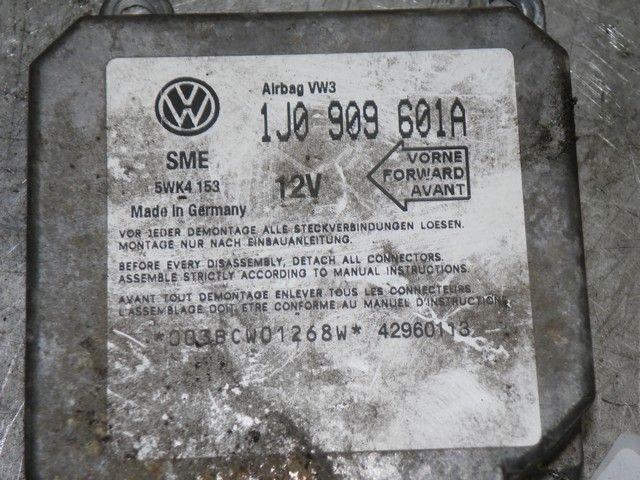 Airbag VW3
1J0 909 601A
SME
5WK4 153
12V
VORNE
FORWARD
AVANT
Made in Germany
VOR JEDER DEMONTAGE ALLE STECKVERBINDUNGEN LOESEN.
MONTAGE NUR NACH EINBAUANLEITUNG.
BEFORE EVERY DISASSEMBLY, DETACH ALL CONNECTORS.
ASSEMBLE STRICTLY ACCORDING TO MANUAL INSTRUCTIONS.
AVANT TOUT DEMONTAGE ENLEVER TOUS LES CONNECTEURS.
L'ASSEMBLAGE DOIT ETRE CONFORME AU MANUEL D'INSTRUCTIONS.
*003BCW01268W* 42960113